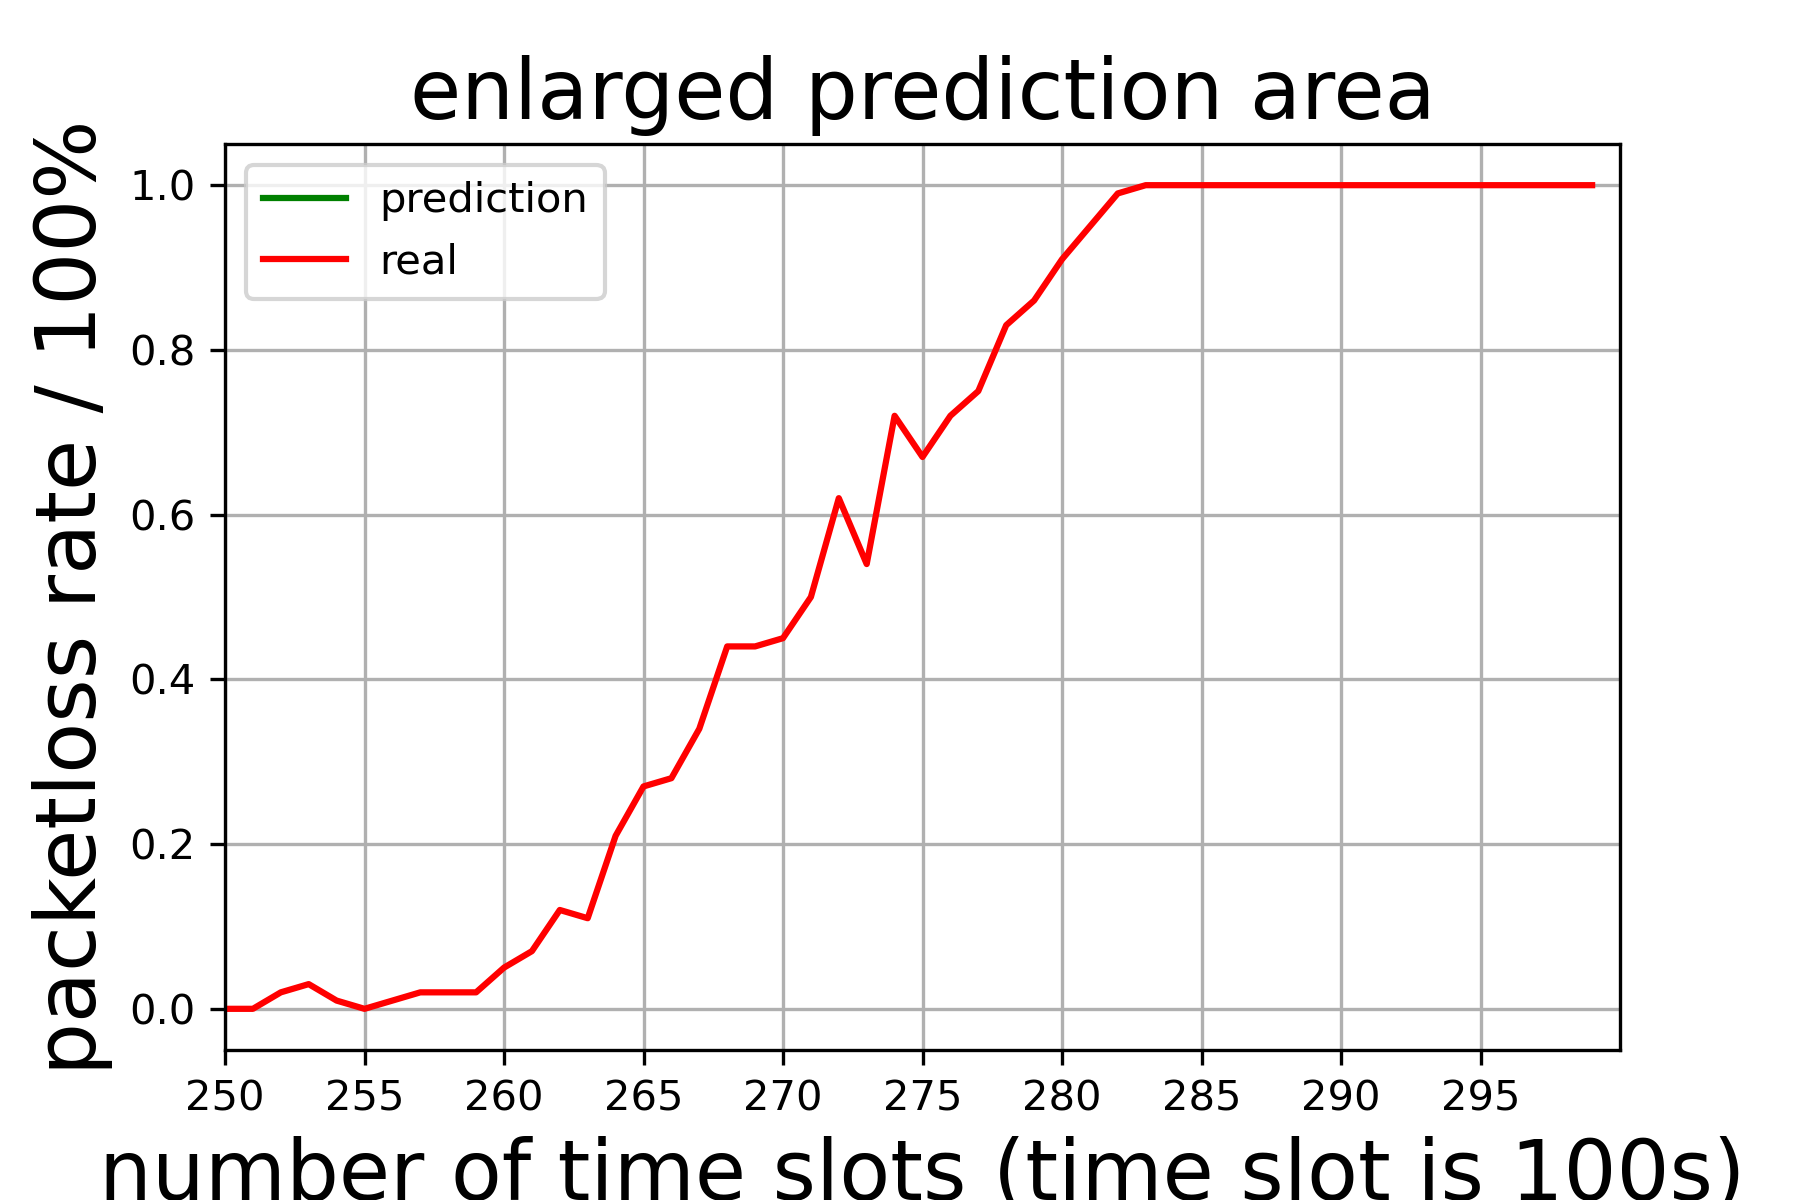 enlarged prediction area
packetloss rate / 100%
prediction
real
1.0
0.8
0.6
0.4
0.2
0.0
250 255 260 265 270 275 280 285 290 295
number of time slots (time slot is 100s)